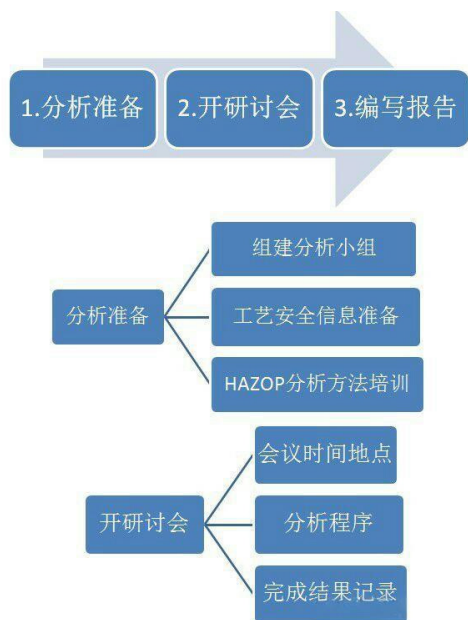 1.分析准备
2.开研讨会
3.编写报告
组建分析小组
分析准备
工艺安全信息准备
HAZOP分析方法培训
会议时间地点
开研讨会
分析程序
完成结果记录